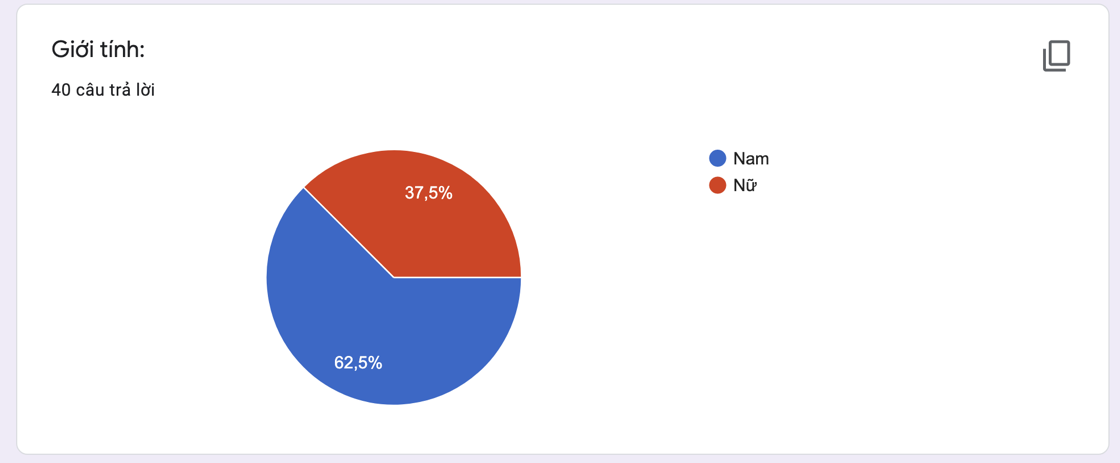 Giới tính:
40 câu trả lời
37,5%
62,5%
Nam
Nữ